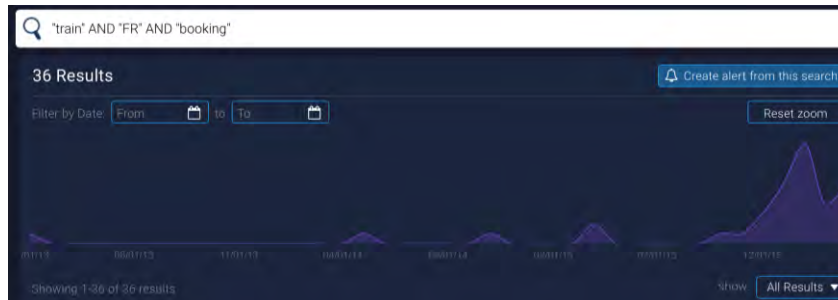 "train" AND "FR" AND "booking"
36 Results
Create alert from this search
Filter by Date: From to To
Reset zoom
Showing 1-36 of 36 results
show All Results